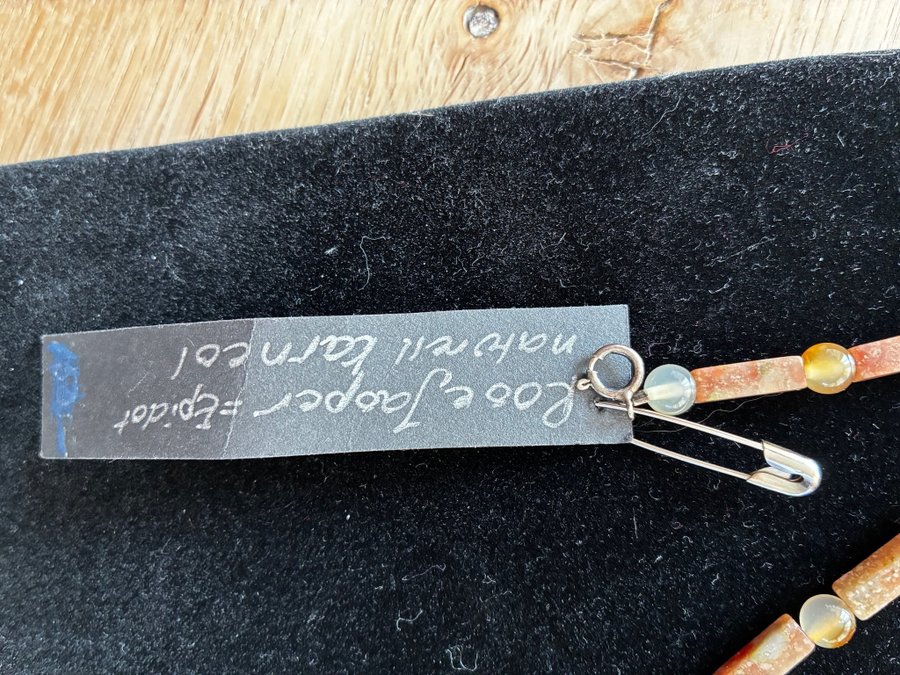 Rose Jasper =Epidot
naturell Karneol